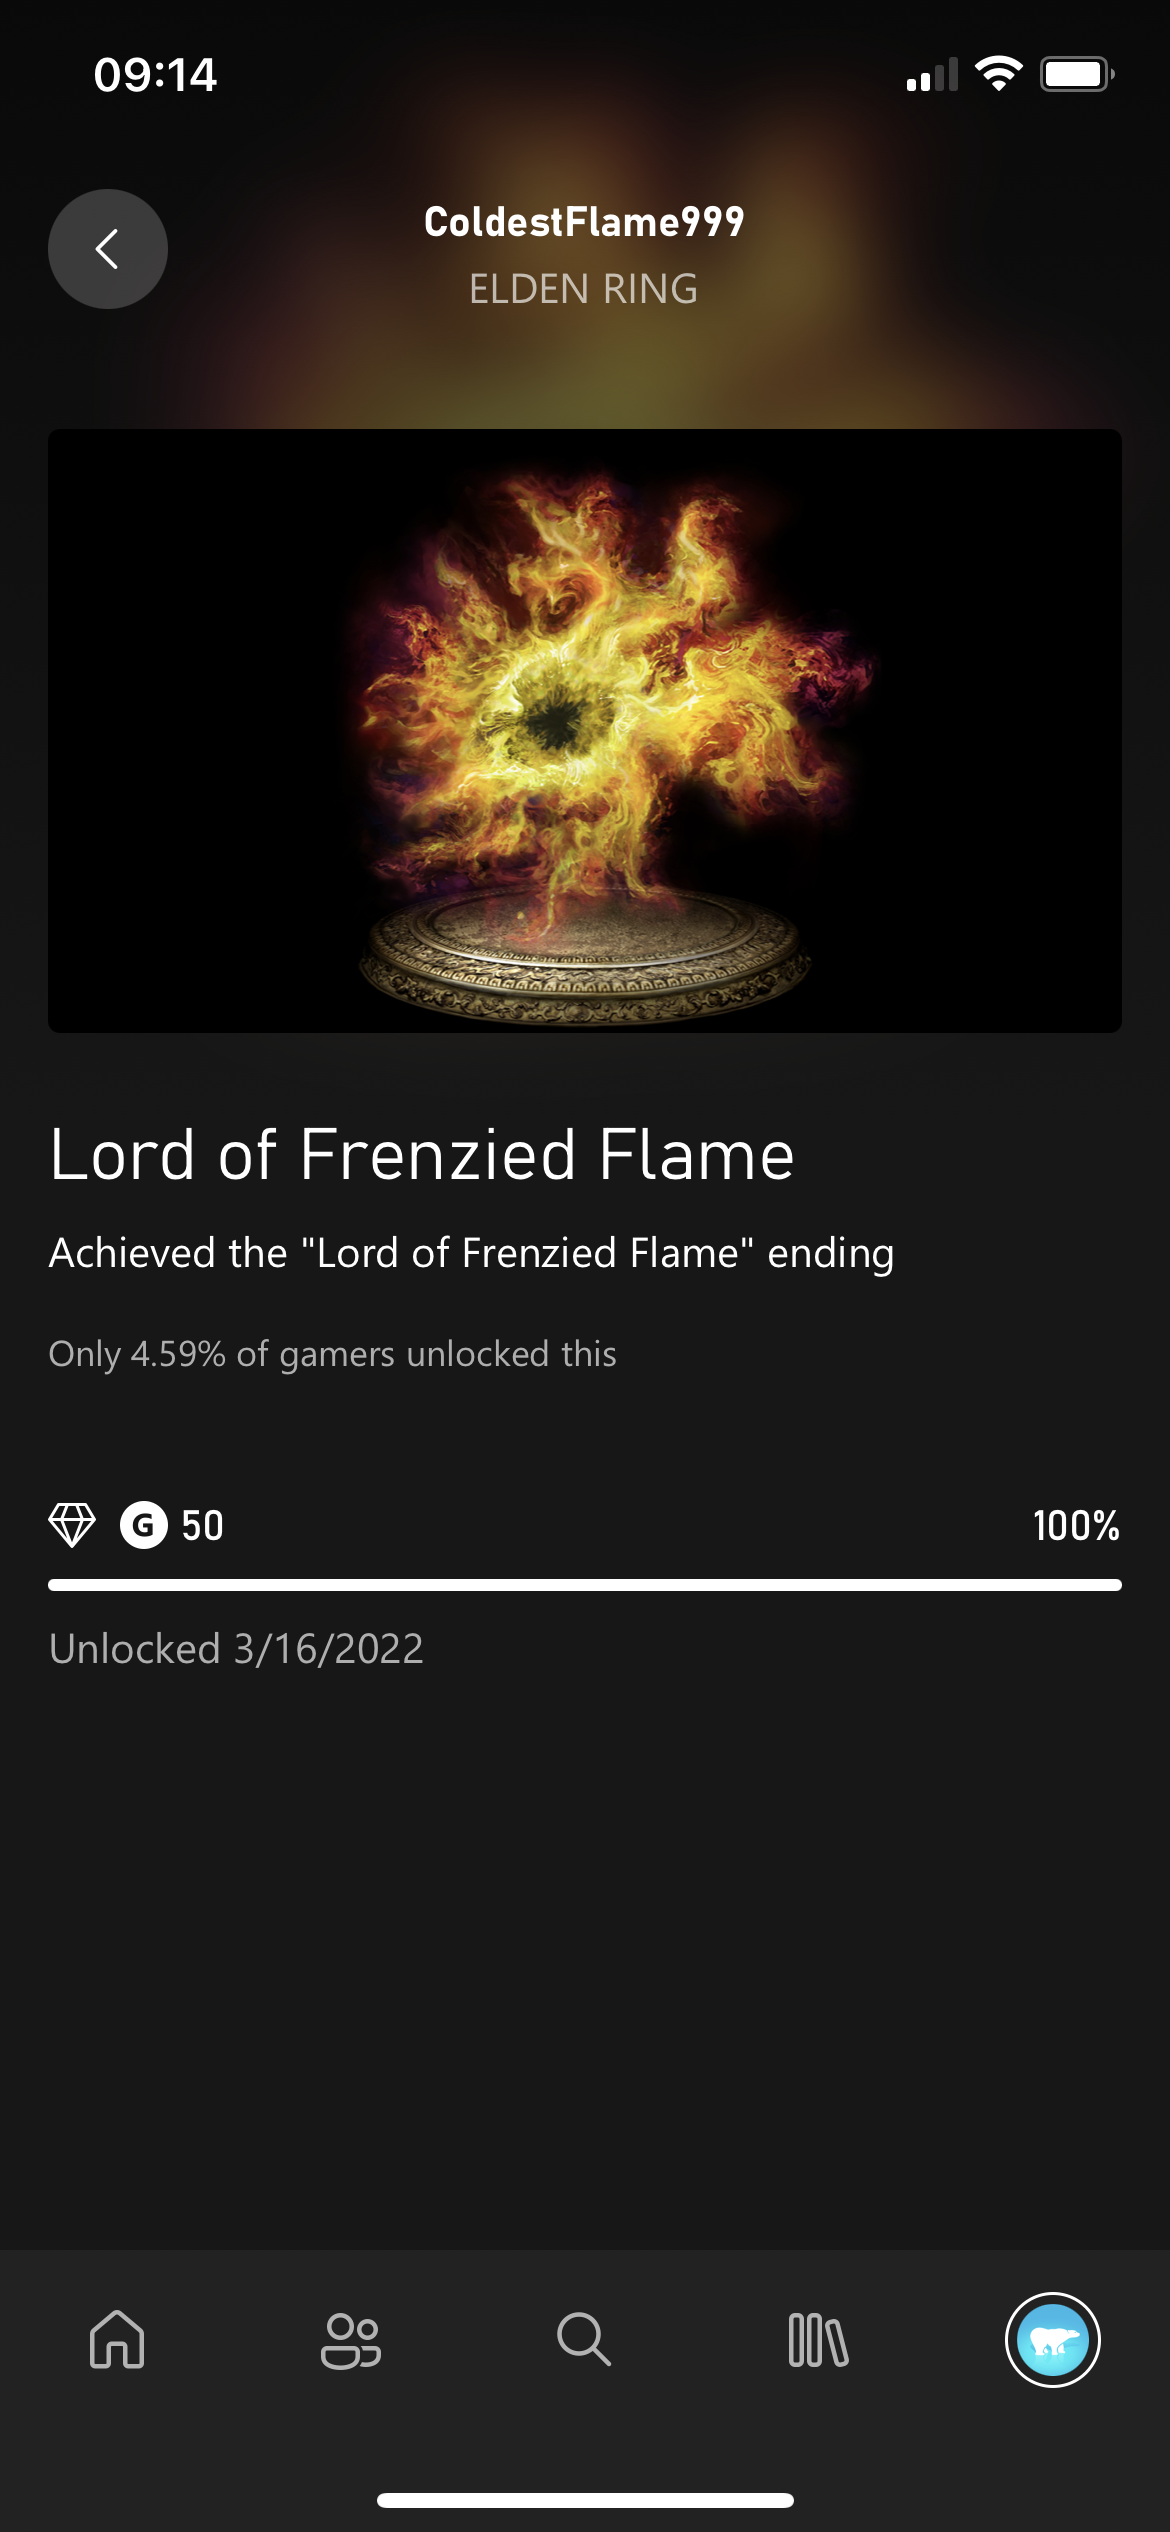 09:14
ColdestFlame999
ELDEN RING
Lord of Frenzied Flame
Achieved the "Lord of Frenzied Flame" ending
Only 4.59% of gamers unlocked this
G 50 100%
Unlocked 3/16/2022